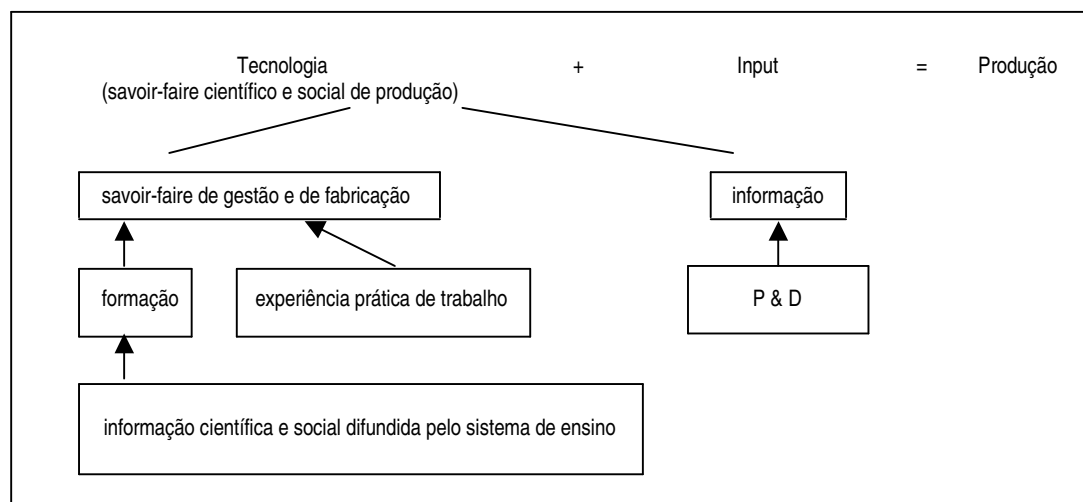 Tecnologia + Input = Produção
(savoir-faire científico e social de produção)
savoir-faire de gestão e de fabricação informação
formação experiência prática de trabalho P & D
informação científica e social difundida pelo sistema de ensino